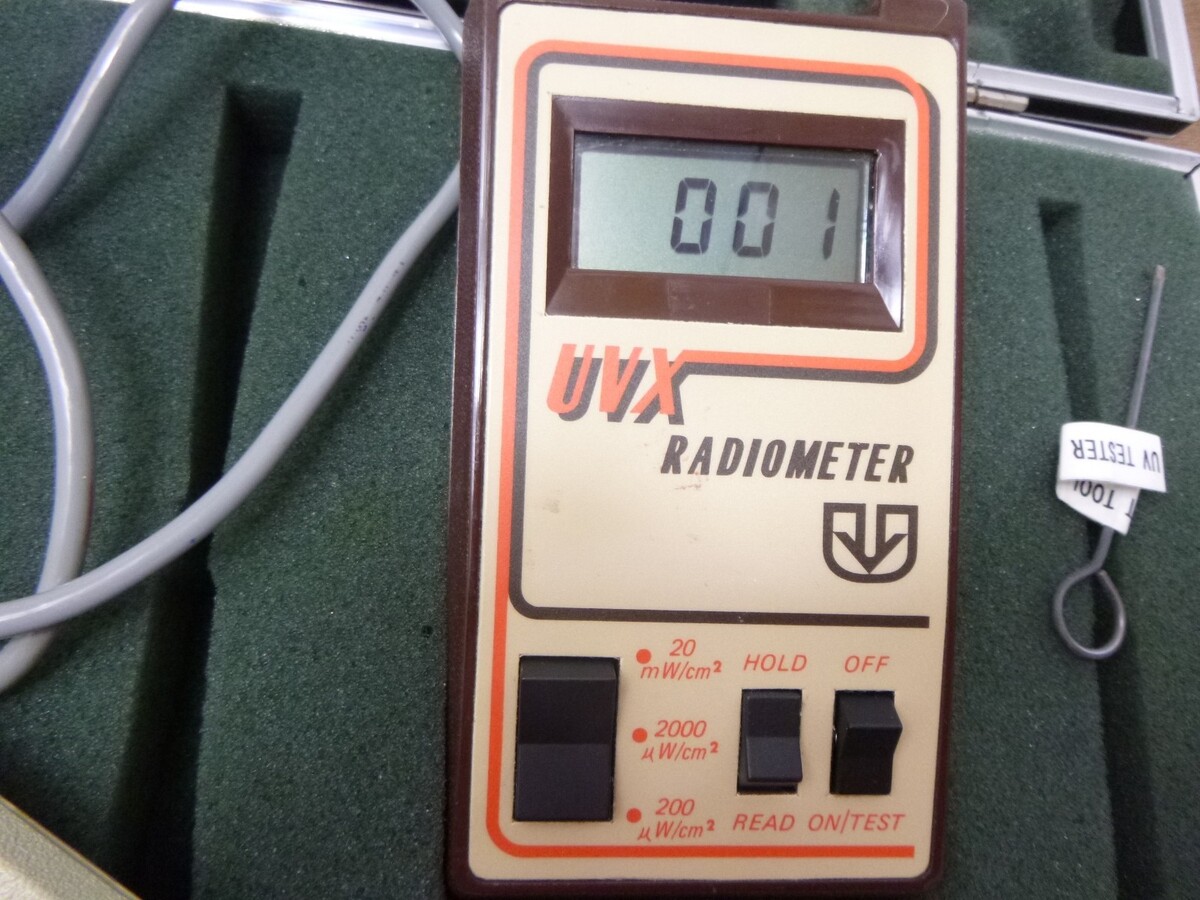 001
UVX
RADIOMETER
20
mW/cm²
2000
µW/cm²
200
µW/cm²
HOLD
OFF
READ
ON/TEST
UV TESTER